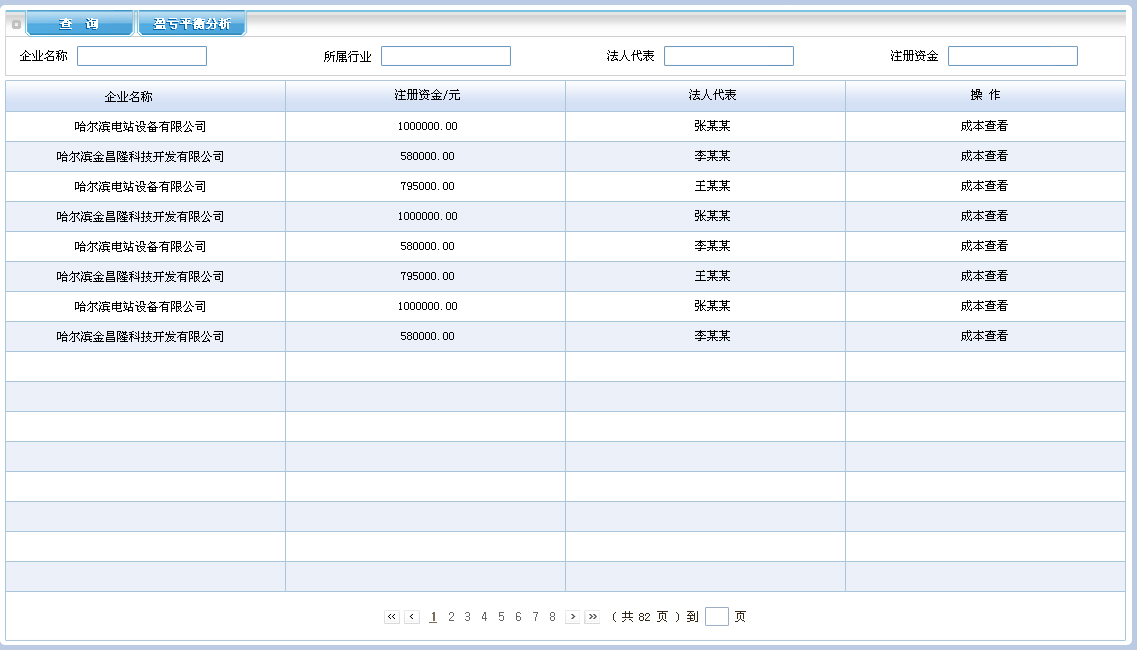 查 询 盈亏平衡分析
企业名称 所属行业 法人代表 注册资金
企业名称 注册资金/元 法人代表 操 作
哈尔滨电站设备有限公司 1000000.00 张某某 成本查看
哈尔滨金昌隆科技开发有限公司 580000.00 李某某 成本查看
哈尔滨电站设备有限公司 795000.00 王某某 成本查看
哈尔滨金昌隆科技开发有限公司 1000000.00 张某某 成本查看
哈尔滨电站设备有限公司 580000.00 李某某 成本查看
哈尔滨金昌隆科技开发有限公司 795000.00 王某某 成本查看
哈尔滨电站设备有限公司 1000000.00 张某某 成本查看
哈尔滨金昌隆科技开发有限公司 580000.00 李某某 成本查看
« ‹ 1 2 3 4 5 6 7 8 › » ( 共 82 页 ) 到 页